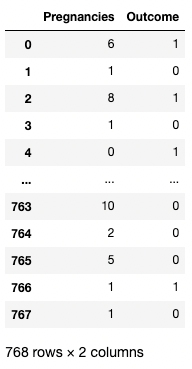 Pregnancies Outcome
0 6 1
1 1 0
2 8 1
3 1 0
4 0 1
... ... ...
763 10 0
764 2 0
765 5 0
766 1 1
767 1 0
768 rows × 2 columns